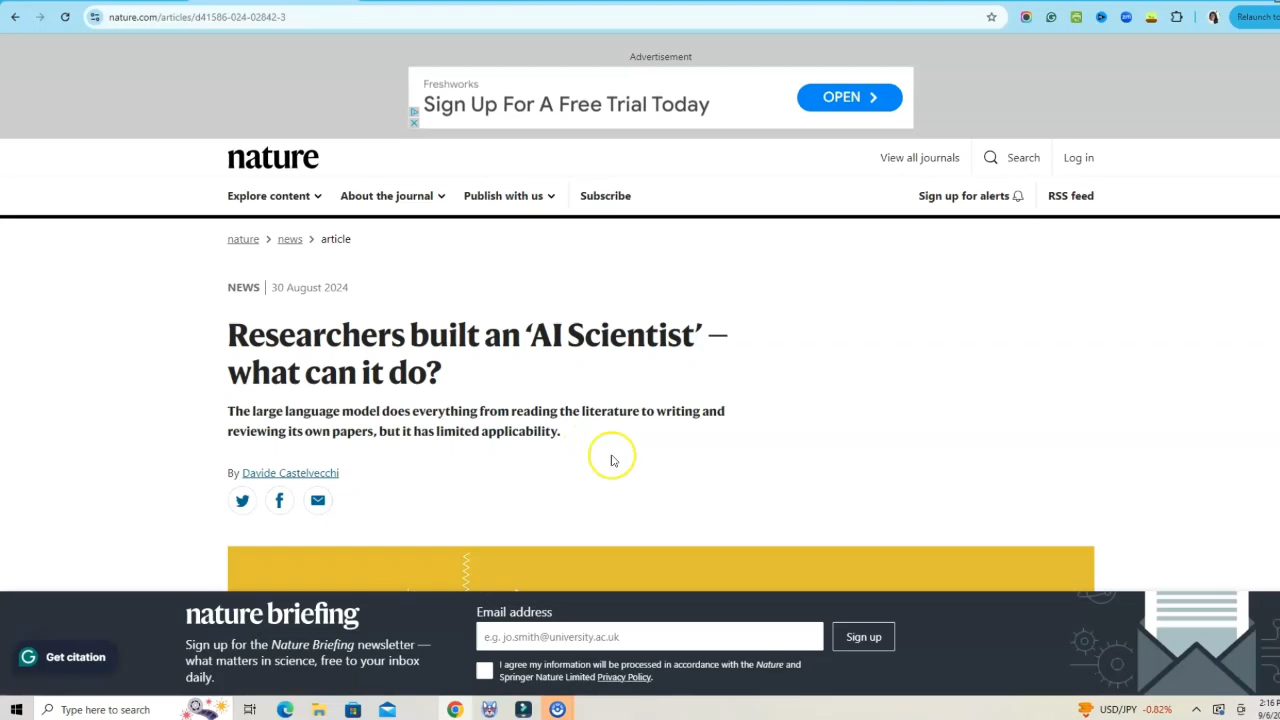 nature.com/articles/d41586-024-02842-3
Relaunch to
Advertisement
Freshworks
Sign Up For A Free Trial Today
OPEN
nature
View all journals
Search
Log in
Explore content
About the journal
Publish with us
Subscribe
Sign up for alerts
RSS feed
nature > news > article
NEWS | 30 August 2024
Researchers built an ‘AI Scientist’ —
what can it do?
The large language model does everything from reading the literature to writing and
reviewing its own papers, but it has limited applicability.
By Davide Castelvecchi
nature briefing
Sign up for the Nature Briefing newsletter —
what matters in science, free to your inbox
daily.
Email address
e.g. jo.smith@university.ac.uk
Sign up
I agree my information will be processed in accordance with the Nature and
Springer Nature Limited Privacy Policy.
Get citation
Type here to search
USD/JPY -0.82%
2:16 P
9/6/20